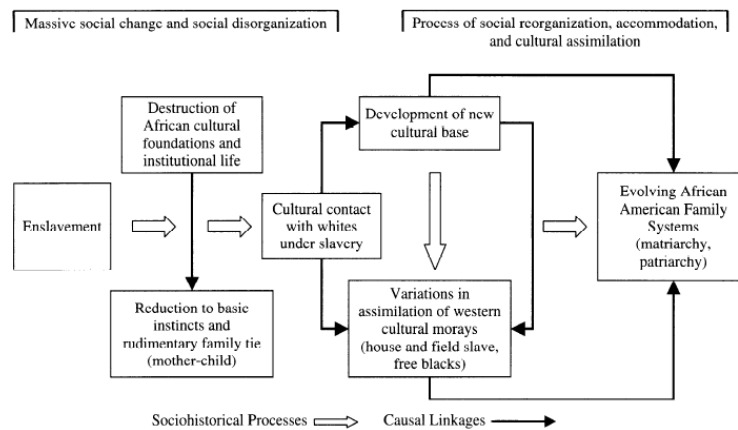 Massive social change and social disorganization
Process of social reorganization, accommodation,
and cultural assimilation
Destruction of
African cultural
foundations and
institutional life
Development of new
cultural base
Enslavement
Cultural contact
with whites
under slavery
Evolving African
American Family
Systems
(matriarchy,
patriarchy)
Reduction to basic
instincts and
rudimentary family tie
(mother-child)
Variations in
assimilation of western
cultural morays
(house and field slave,
free blacks)
Sociohistorical Processes
Causal Linkages